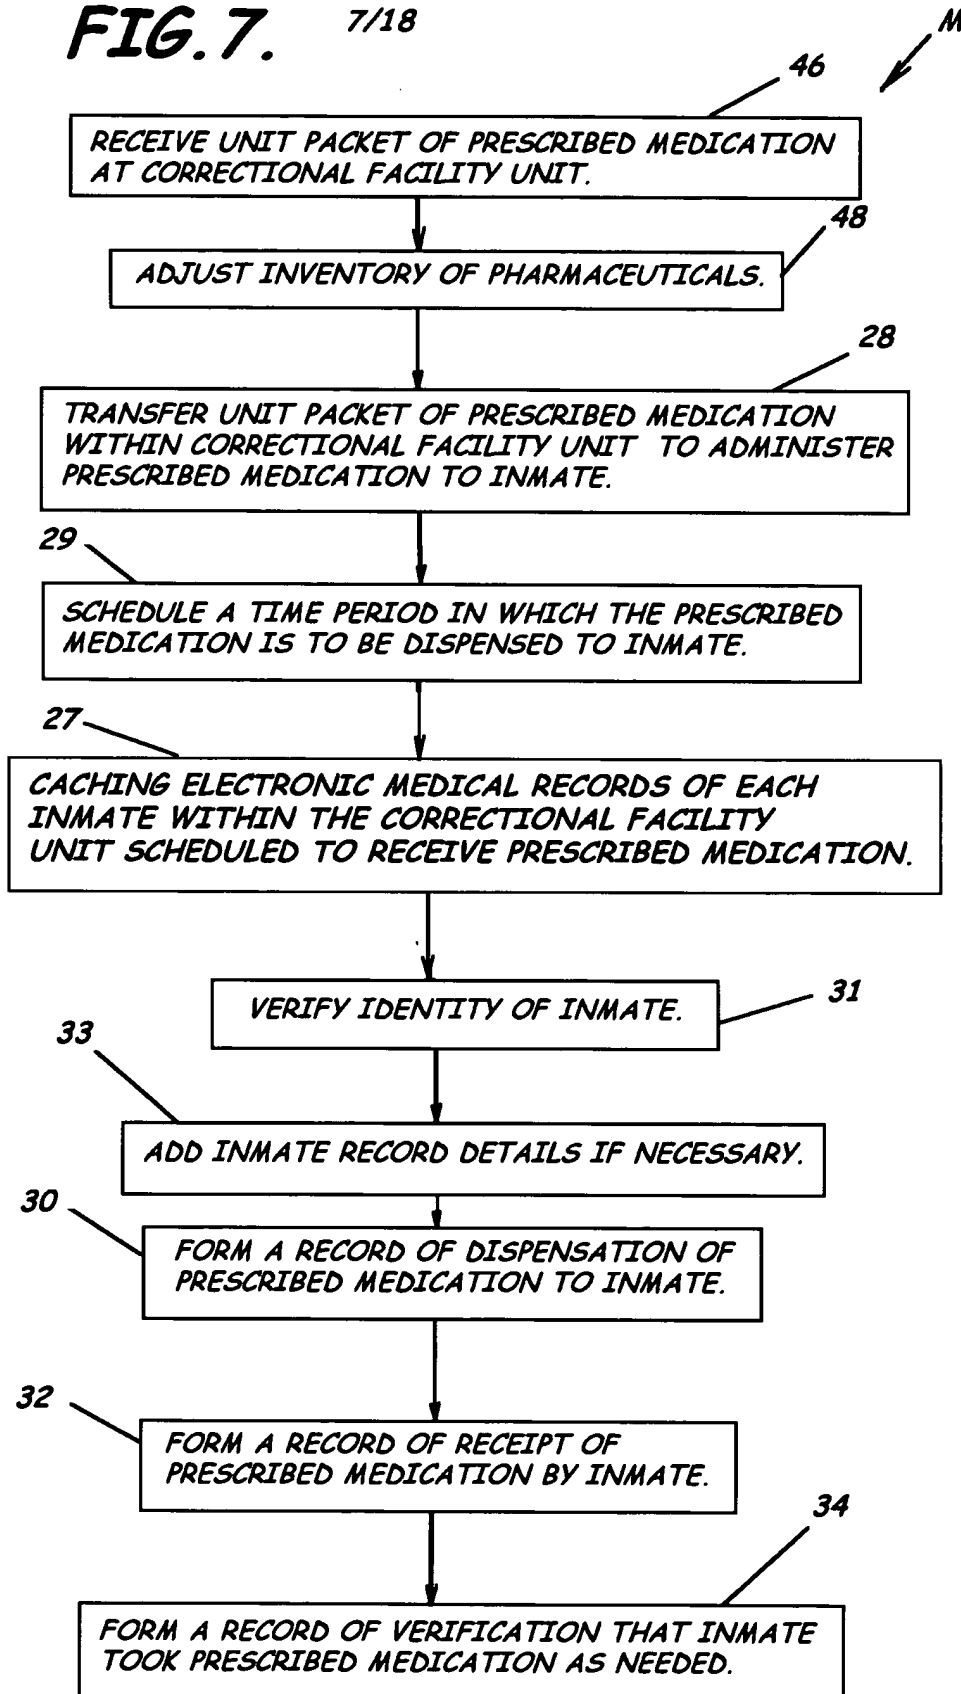 FIG. 7. 7/18
M
46
RECEIVE UNIT PACKET OF PRESCRIBED MEDICATION
AT CORRECTIONAL FACILITY UNIT.
48
ADJUST INVENTORY OF PHARMACEUTICALS.
28
TRANSFER UNIT PACKET OF PRESCRIBED MEDICATION
WITHIN CORRECTIONAL FACILITY UNIT TO ADMINISTER
PRESCRIBED MEDICATION TO INMATE.
29
SCHEDULE A TIME PERIOD IN WHICH THE PRESCRIBED
MEDICATION IS TO BE DISPENSED TO INMATE.
27
CACHING ELECTRONIC MEDICAL RECORDS OF EACH
INMATE WITHIN THE CORRECTIONAL FACILITY
UNIT SCHEDULED TO RECEIVE PRESCRIBED MEDICATION.
31
VERIFY IDENTITY OF INMATE.
33
ADD INMATE RECORD DETAILS IF NECESSARY.
30
FORM A RECORD OF DISPENSATION OF
PRESCRIBED MEDICATION TO INMATE.
32
FORM A RECORD OF RECEIPT OF
PRESCRIBED MEDICATION BY INMATE.
34
FORM A RECORD OF VERIFICATION THAT INMATE
TOOK PRESCRIBED MEDICATION AS NEEDED.